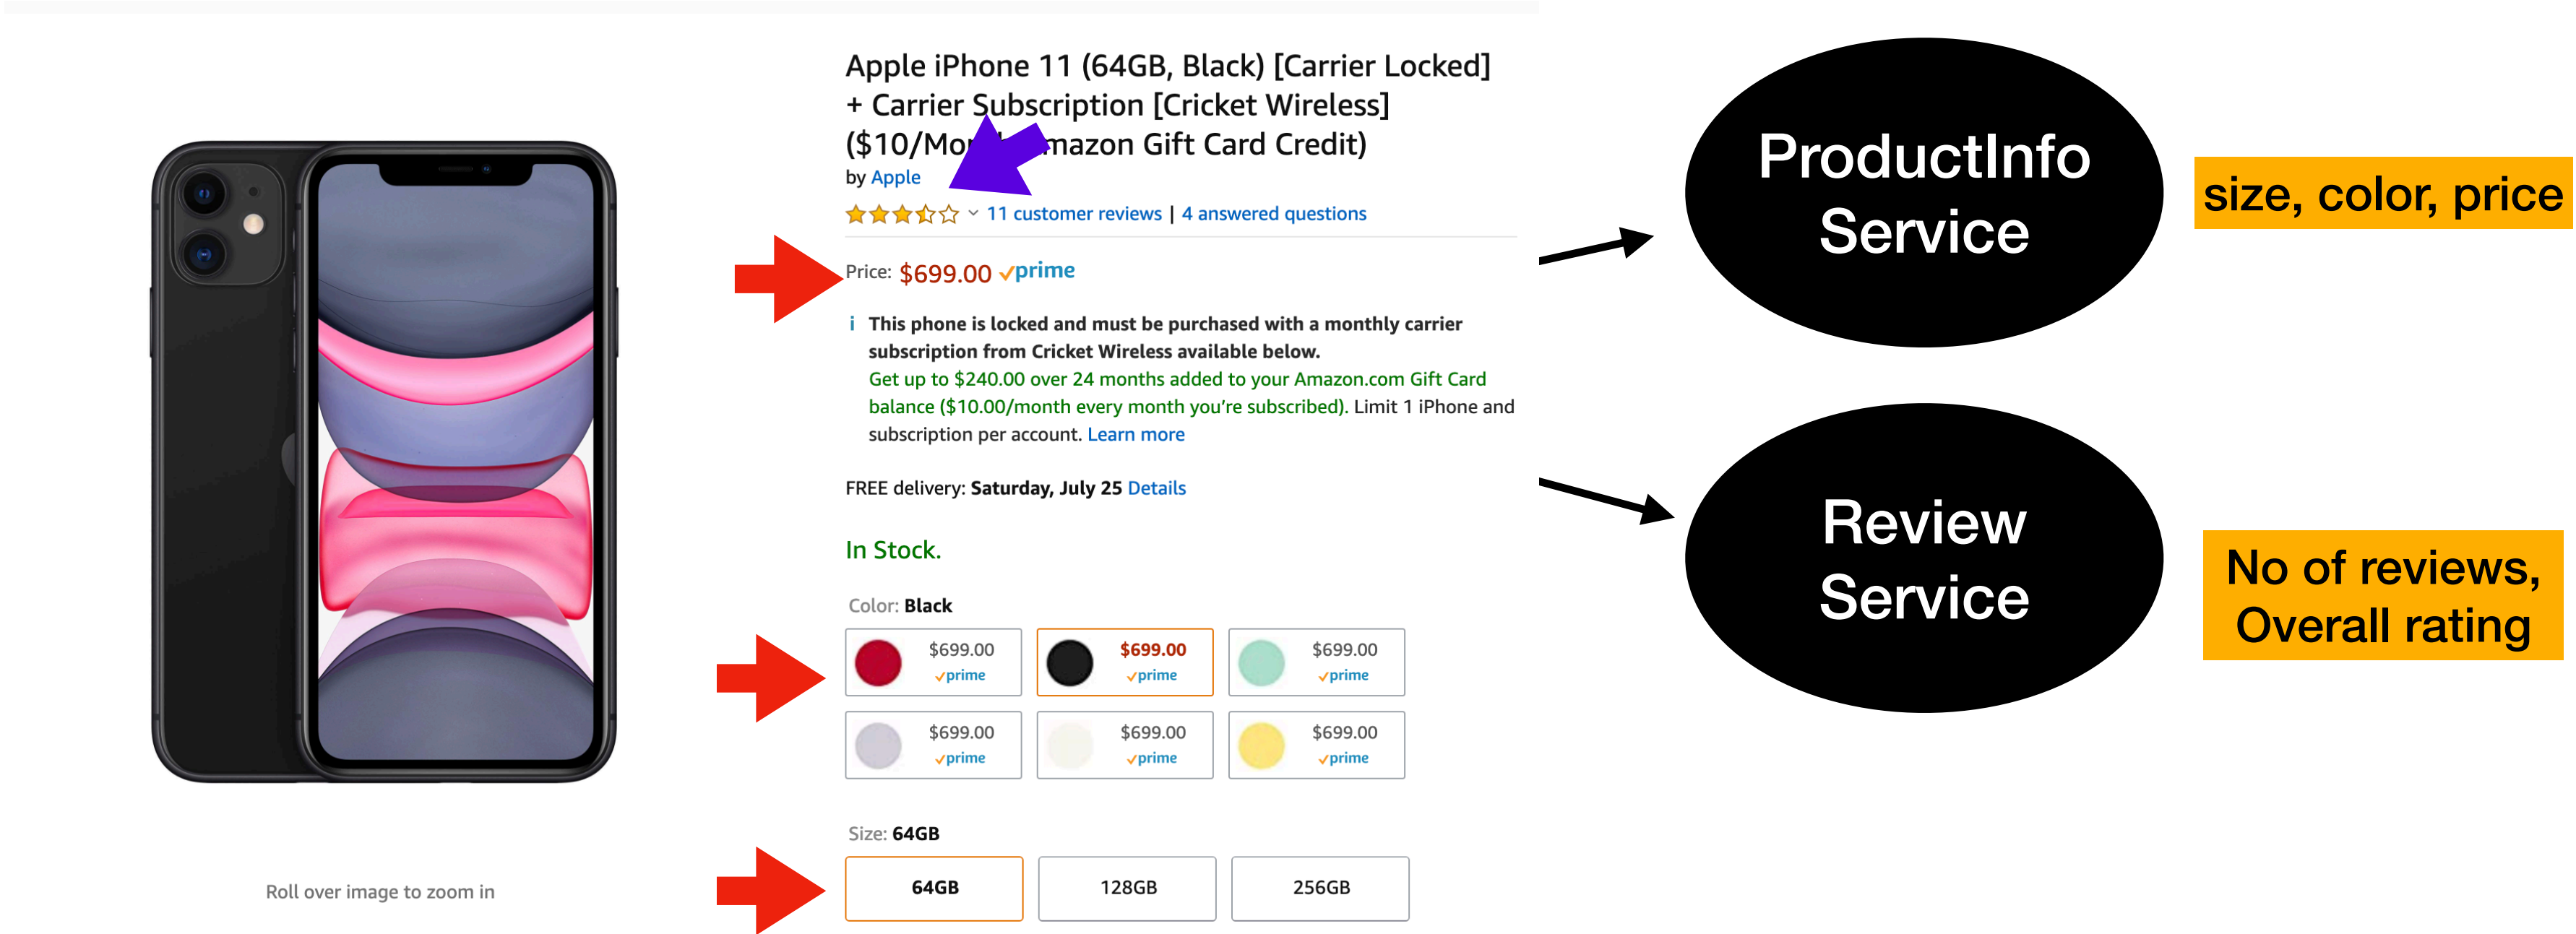 Apple iPhone 11 (64GB, Black) [Carrier Locked]
+ Carrier Subscription [Cricket Wireless]
($10/Mon mazon Gift Card Credit)
by Apple
11 customer reviews | 4 answered questions
Price: $699.00 prime
i This phone is locked and must be purchased with a monthly carrier
subscription from Cricket Wireless available below.
Get up to $240.00 over 24 months added to your Amazon.com Gift Card
balance ($10.00/month every month you're subscribed). Limit 1 iPhone and
subscription per account. Learn more
FREE delivery: Saturday, July 25 Details
In Stock.
Color: Black
$699.00 $699.00 $699.00
prime prime prime
$699.00 $699.00 $699.00
prime prime prime
Size: 64GB
64GB 128GB 256GB
Roll over image to zoom in
ProductInfo
Service
size, color, price
Review
Service
No of reviews,
Overall rating